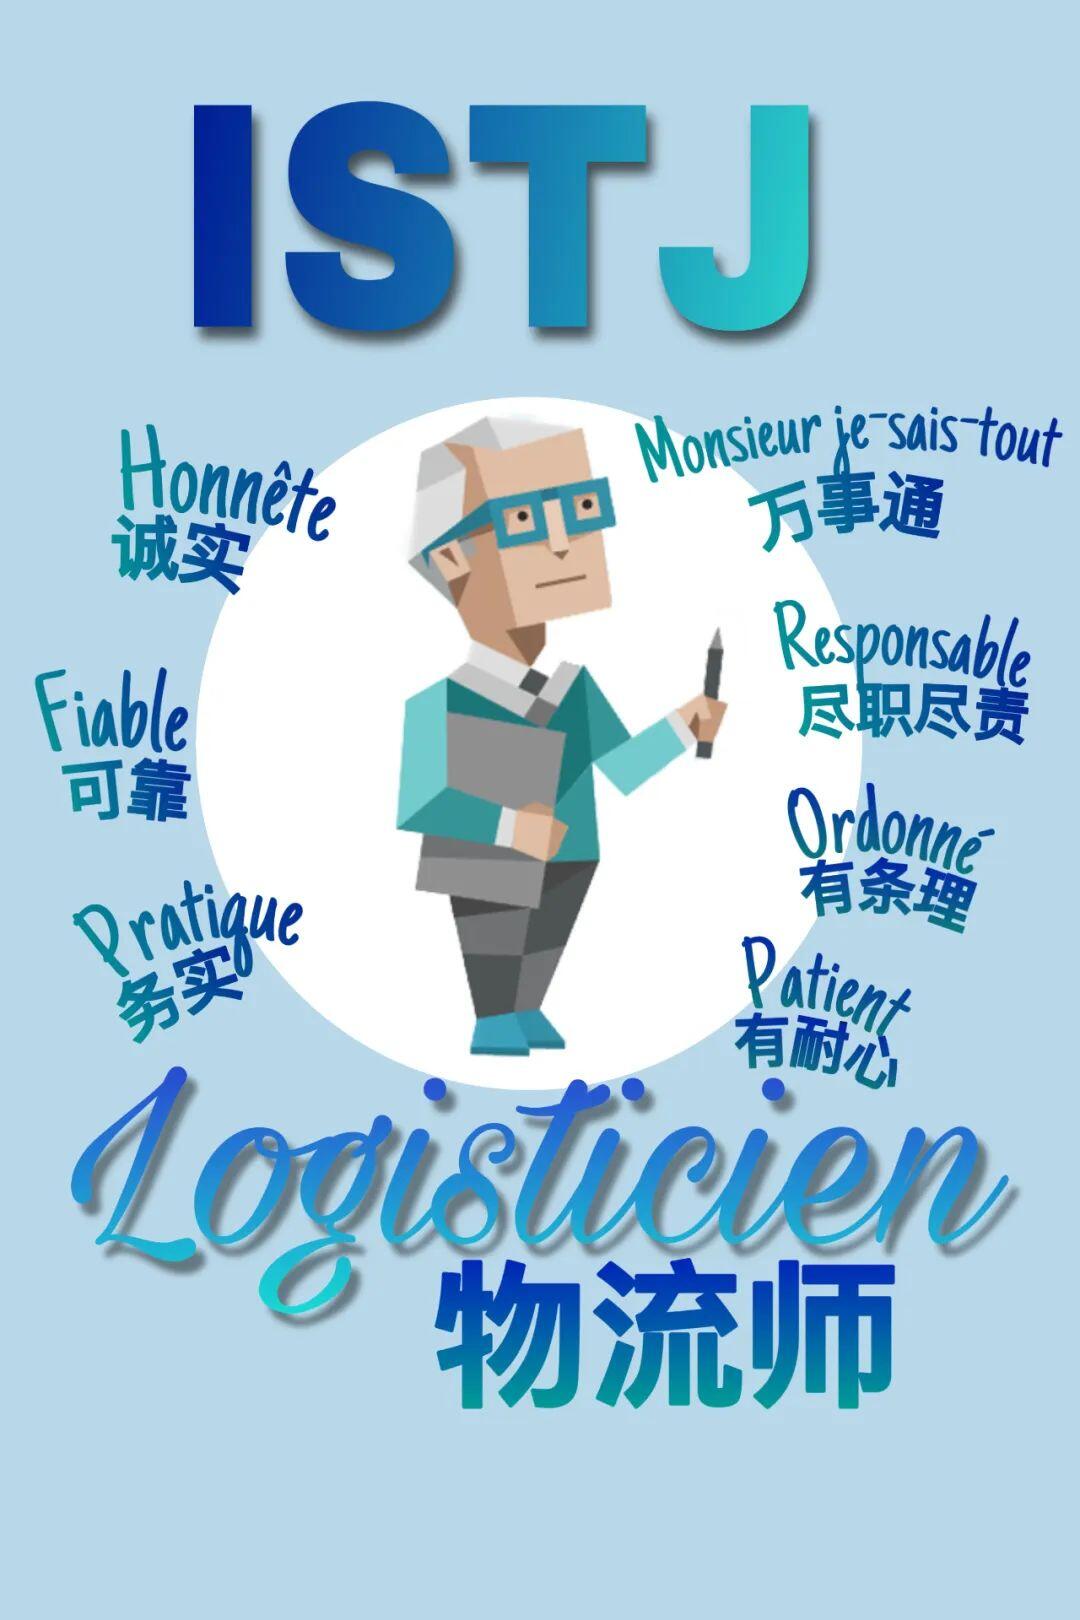 ISTJ
Honnête
诚实
Monsieur je-sais-tout
万事通
Fiable
可靠
Responsable
尽职尽责
Pratique
务实
Ordonné
有条理
Patient
有耐心
Logisticien
物流师